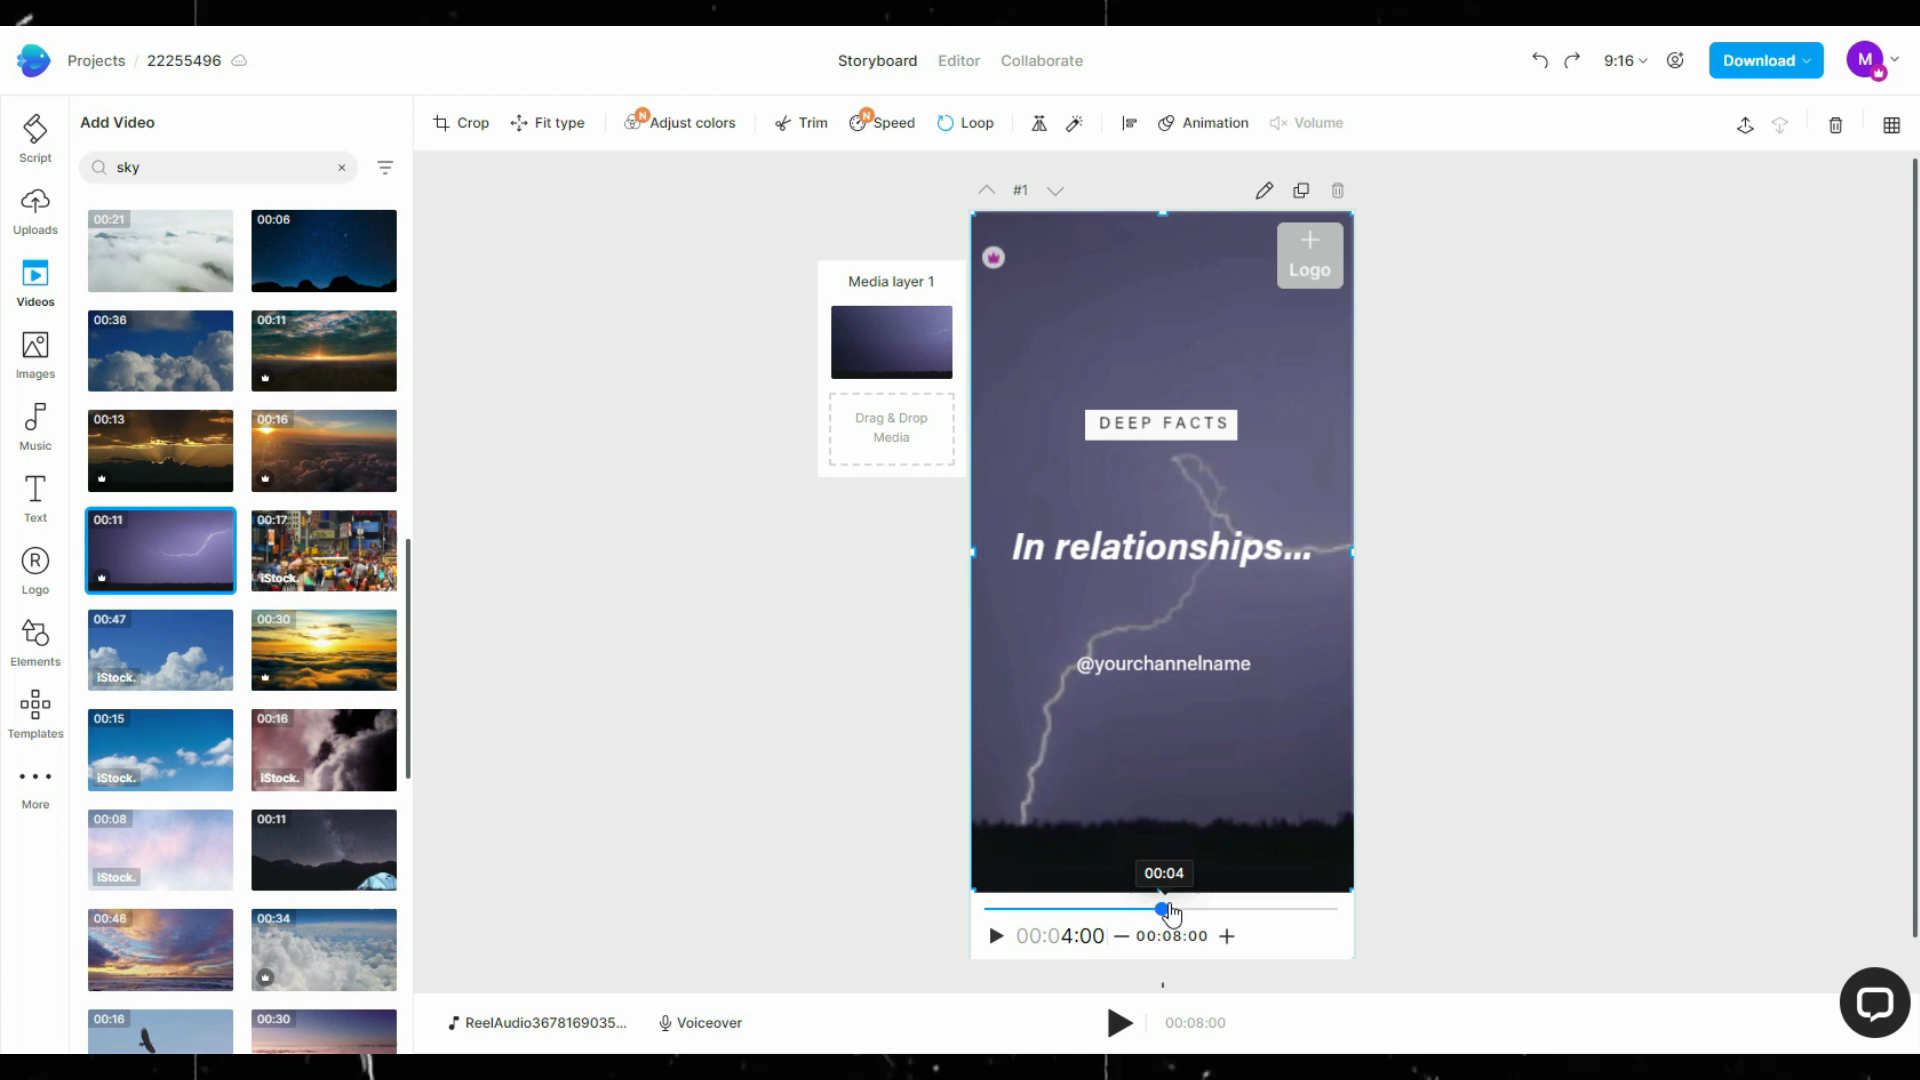 Projects / 22255496
Storyboard
Editor
Collaborate
9:16
Download
M
Script
Uploads
Videos
Images
Music
Text
Logo
Elements
Templates
More
Add Video
sky
00:21
00:06
00:36
00:11
00:13
00:16
00:11
00:17
iStock.
00:47
iStock.
00:30
00:15
iStock.
00:16
iStock.
00:08
iStock.
00:11
00:46
00:34
00:16
00:30
Crop
Fit type
N
Adjust colors
Trim
N
Speed
Loop
Animation
Volume
#1
Media layer 1
Drag & Drop
Media
+
Logo
DEEP FACTS
In relationships...
@yourchannelname
00:04
00:04:00
— 00:08:00 +
ReelAudio3678169035...
Voiceover
00:08:00